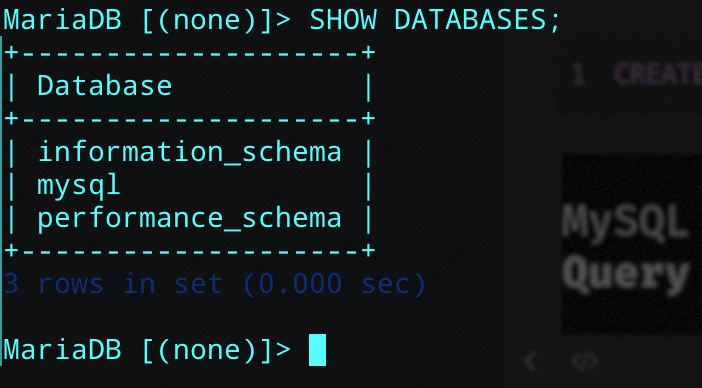 MariaDB [(none)]> SHOW DATABASES;
+--------------------+
| Database           |
+--------------------+
| information_schema |
| mysql              |
| performance_schema |
+--------------------+
3 rows in set (0.000 sec)
MariaDB [(none)]>
1 CREATE
MySQL
Query
< </>